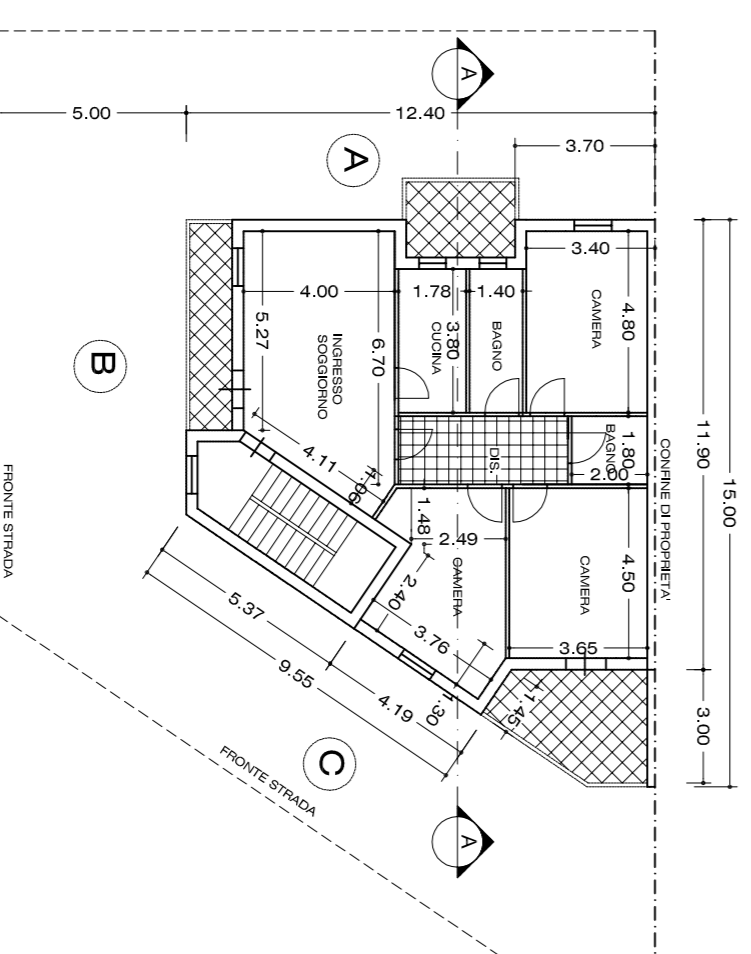 A
5.00
12.40
3.70
A
3.40
4.80
CAMERA
4.00
1.78
1.40
3.80
CUCINA
BAGNO
5.27
INGRESSO
SOGGIORNO
6.70
B
11.90
15.00
CONFINE DI PROPRIETA'
BAGNO
1.80
2.00
DIS.
4.11
1.06
1.48
2.49
CAMERA
CAMERA
4.50
2.40
3.76
3.65
1.45
3.00
5.37
9.55
4.19
C
FRONTE STRADA
FRONTE STRADA
A